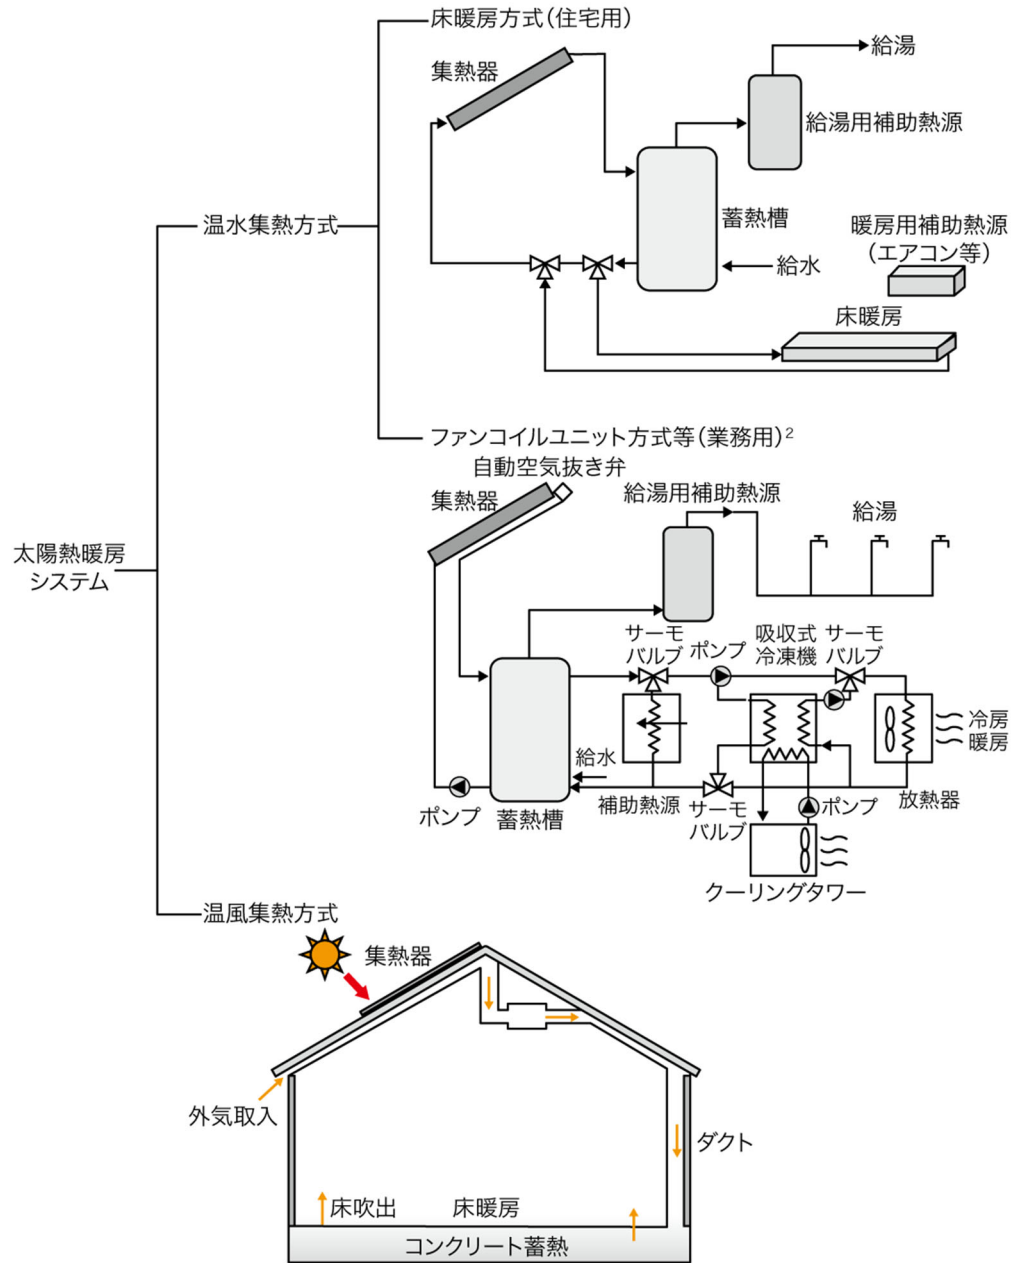 床暖房方式（住宅用）
集熱器
給湯
給湯用補助熱源
蓄熱槽
給水
暖房用補助熱源
（エアコン等）
床暖房
温水集熱方式
ファンコイルユニット方式等（業務用）2
自動空気抜き弁
集熱器
給湯用補助熱源
給湯
太陽熱暖房
システム
サーモ
バルブ
ポンプ
吸収式
冷凍機
サーモ
バルブ
冷房
暖房
給水
補助熱源
放熱器
ポンプ
蓄熱槽
サーモ
バルブ
ポンプ
クーリングタワー
温風集熱方式
集熱器
外気取入
ダクト
床吹出
床暖房
コンクリート蓄熱